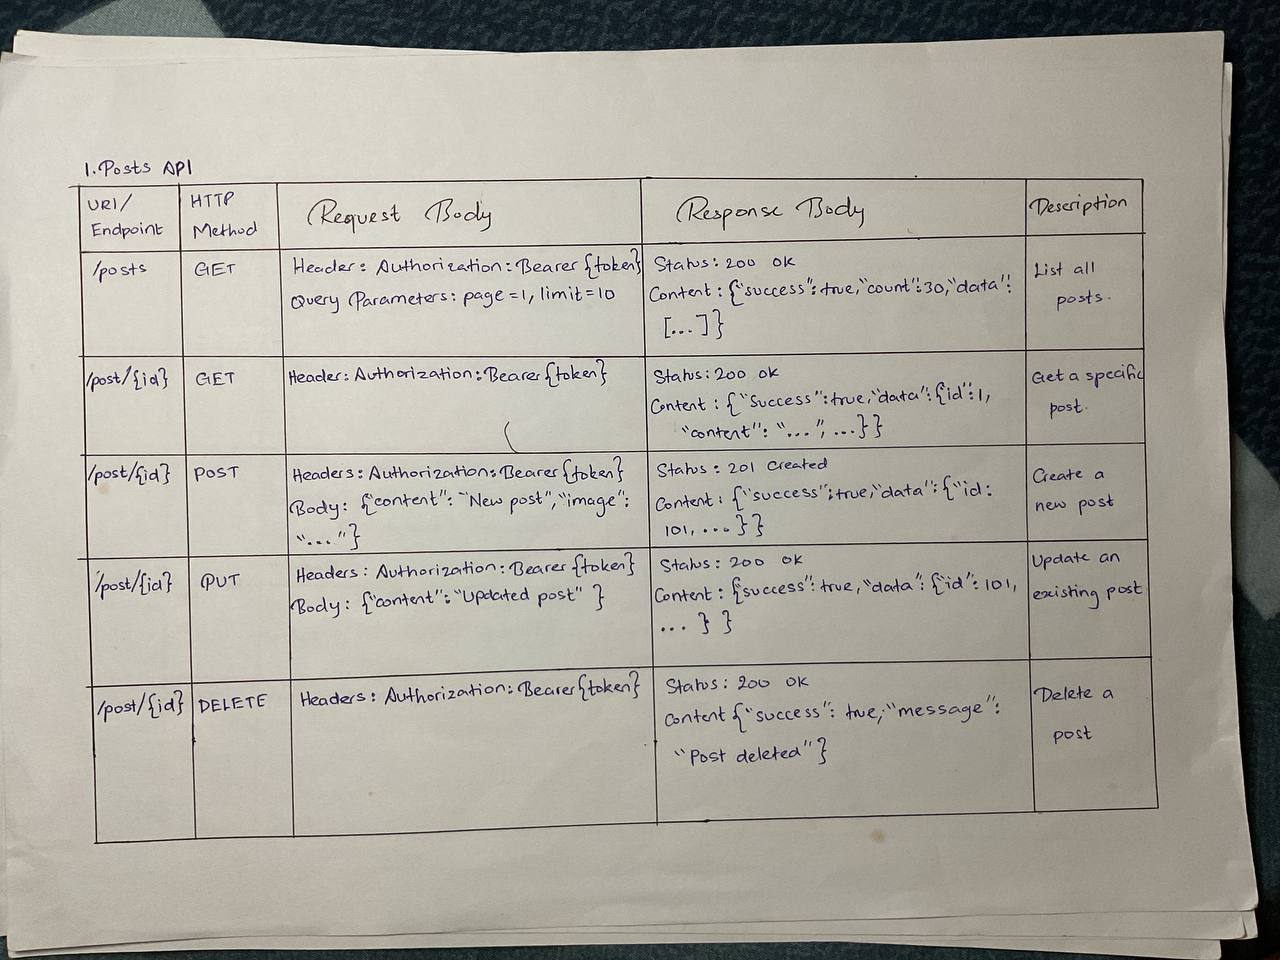 1. Posts API
URI/
Endpoint
HTTP
Method
Request Body
Response Body
Description
/posts
GET
Header: Authorization: Bearer {token}
Query Parameters: page=1, limit=10
Status: 200 OK
Content: {"success": true, "count": 30, "data":
[...]}
List all
posts.
/post/{id}
GET
Header: Authorization: Bearer {token}
Status: 200 OK
Content: {"Success": true, "data": {id": 1,
"content": "...", ...}}
Get a specific
post.
/post/{id}
POST
Headers: Authorization: Bearer {token}
Body: {"content": "New post", "image":
"..."}
Status: 201 Created
Content: {"success": true, "data": {"id:
101, ... }}
Create a
new post
/post/{id}
PUT
Headers: Authorization: Bearer {token}
Body: {"content": "Updated post" }
Status: 200 OK
Content: {success": true, "data": {"id": 101,
... } }
Update an
existing post
/post/{id}
DELETE
Headers: Authorization: Bearer {token}
Status: 200 OK
Content {"success": true, "message":
"Post deleted"}
Delete a
post